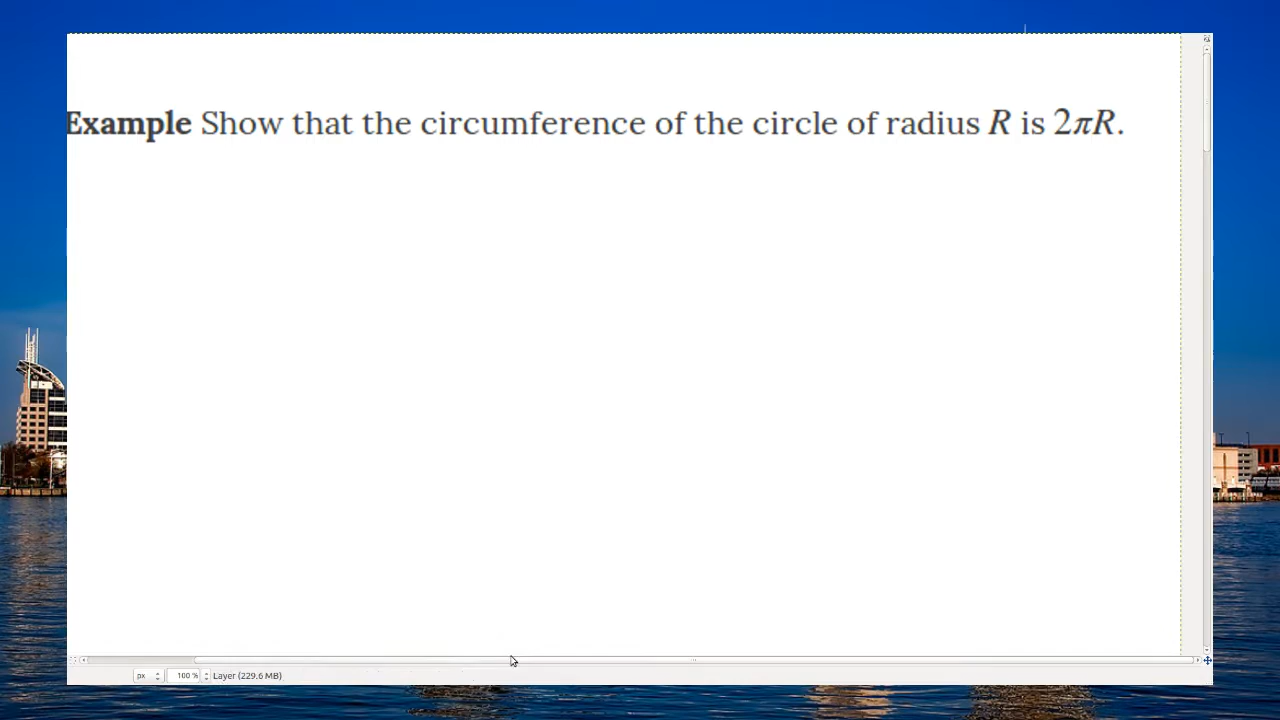 Example Show that the circumference of the circle of radius R is 2πR.
px 100 % Layer (229.6 MB)